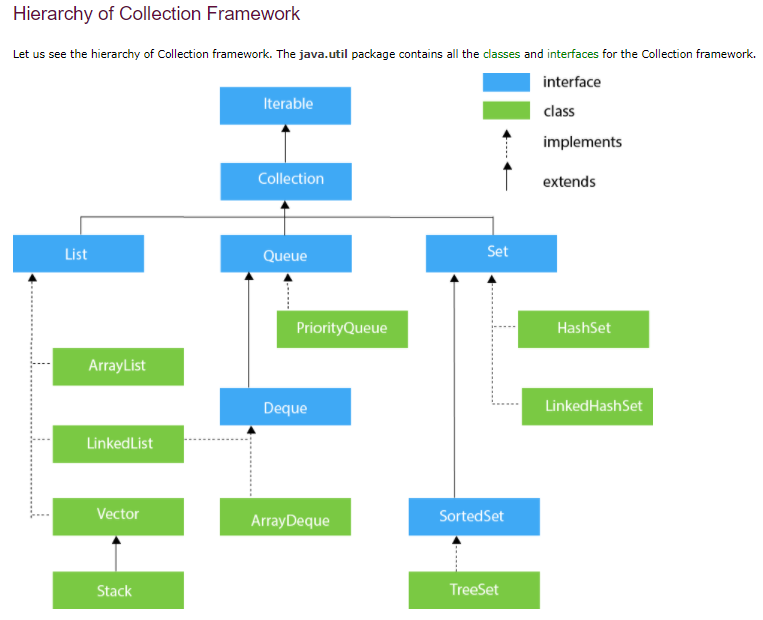 Hierarchy of Collection Framework
Let us see the hierarchy of Collection framework. The java.util package contains all the classes and interfaces for the Collection framework.
interface
Iterable
class
implements
Collection
extends
List
Queue
Set
PriorityQueue
HashSet
ArrayList
Deque
LinkedHashSet
LinkedList
Vector
ArrayDeque
SortedSet
Stack
TreeSet